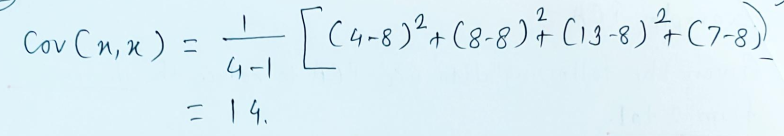 Cov(x,x) = 1/(4-1) [(4-8)² + (8-8)² + (13-8)² + (7-8)²
= 14.